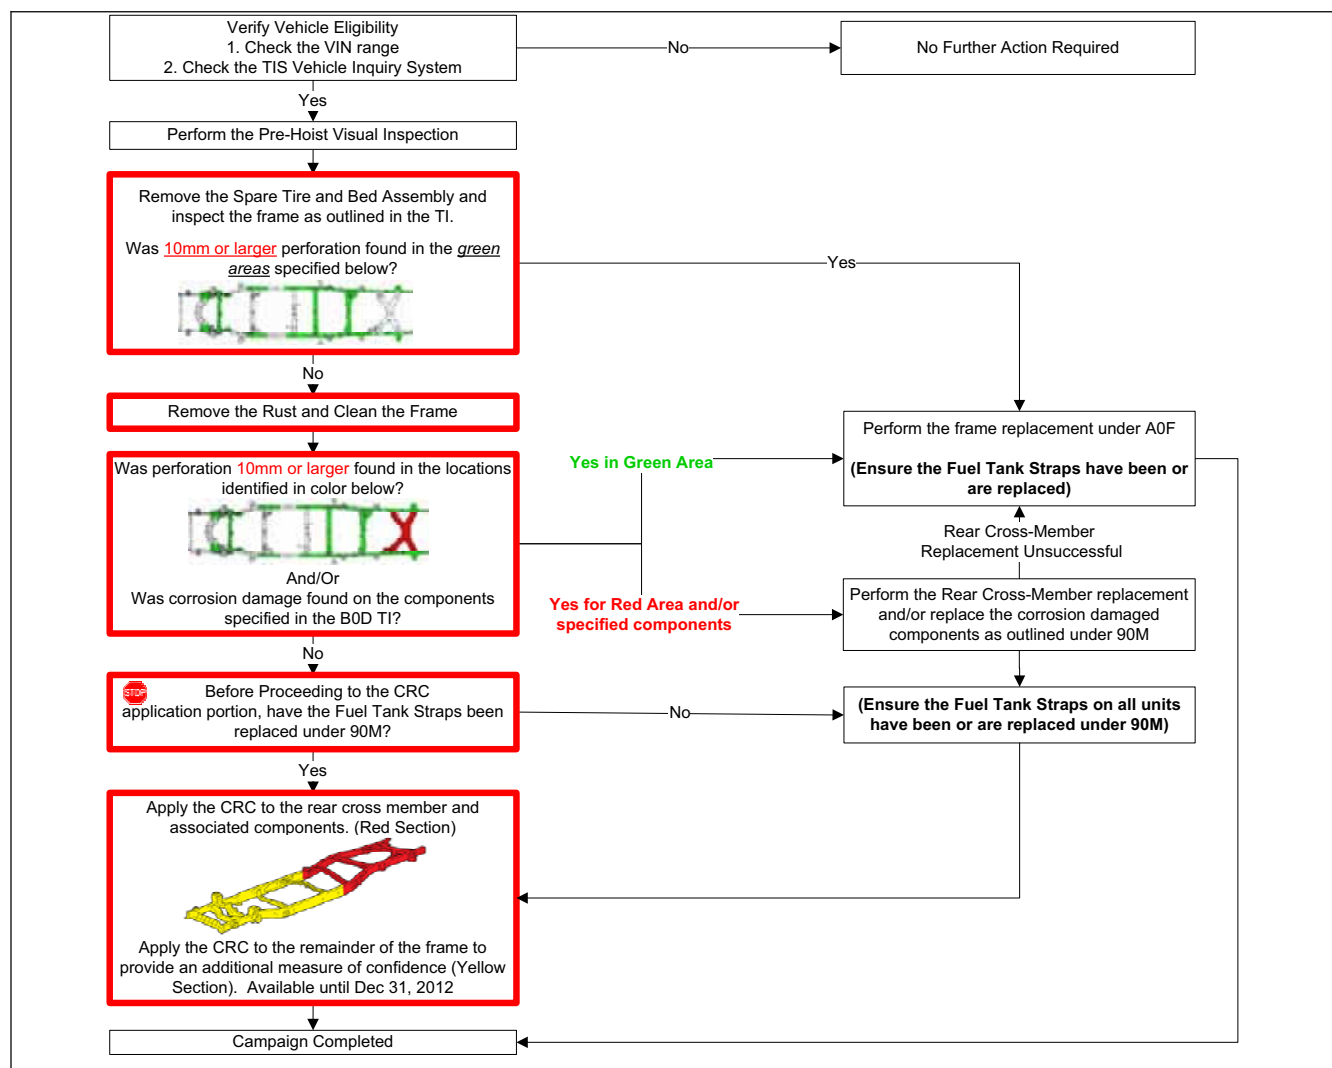 Verify Vehicle Eligibility
1. Check the VIN range
2. Check the TIS Vehicle Inquiry System
No
No Further Action Required
Yes
Perform the Pre-Hoist Visual Inspection
Remove the Spare Tire and Bed Assembly and
inspect the frame as outlined in the TI.
Was 10mm or larger perforation found in the green
areas specified below?
Yes
No
Remove the Rust and Clean the Frame
Was perforation 10mm or larger found in the locations
identified in color below?
And/Or
Was corrosion damage found on the components
specified in the B0D TI?
Yes in Green Area
Perform the frame replacement under A0F
(Ensure the Fuel Tank Straps have been or
are replaced)
Rear Cross-Member
Replacement Unsuccessful
Yes for Red Area and/or
specified components
Perform the Rear Cross-Member replacement
and/or replace the corrosion damaged
components as outlined under 90M
No
STOP
Before Proceeding to the CRC
application portion, have the Fuel Tank Straps been
replaced under 90M?
No
(Ensure the Fuel Tank Straps on all units
have been or are replaced under 90M)
Yes
Apply the CRC to the rear cross member and
associated components. (Red Section)
Apply the CRC to the remainder of the frame to
provide an additional measure of confidence (Yellow
Section).  Available until Dec 31, 2012
Campaign Completed